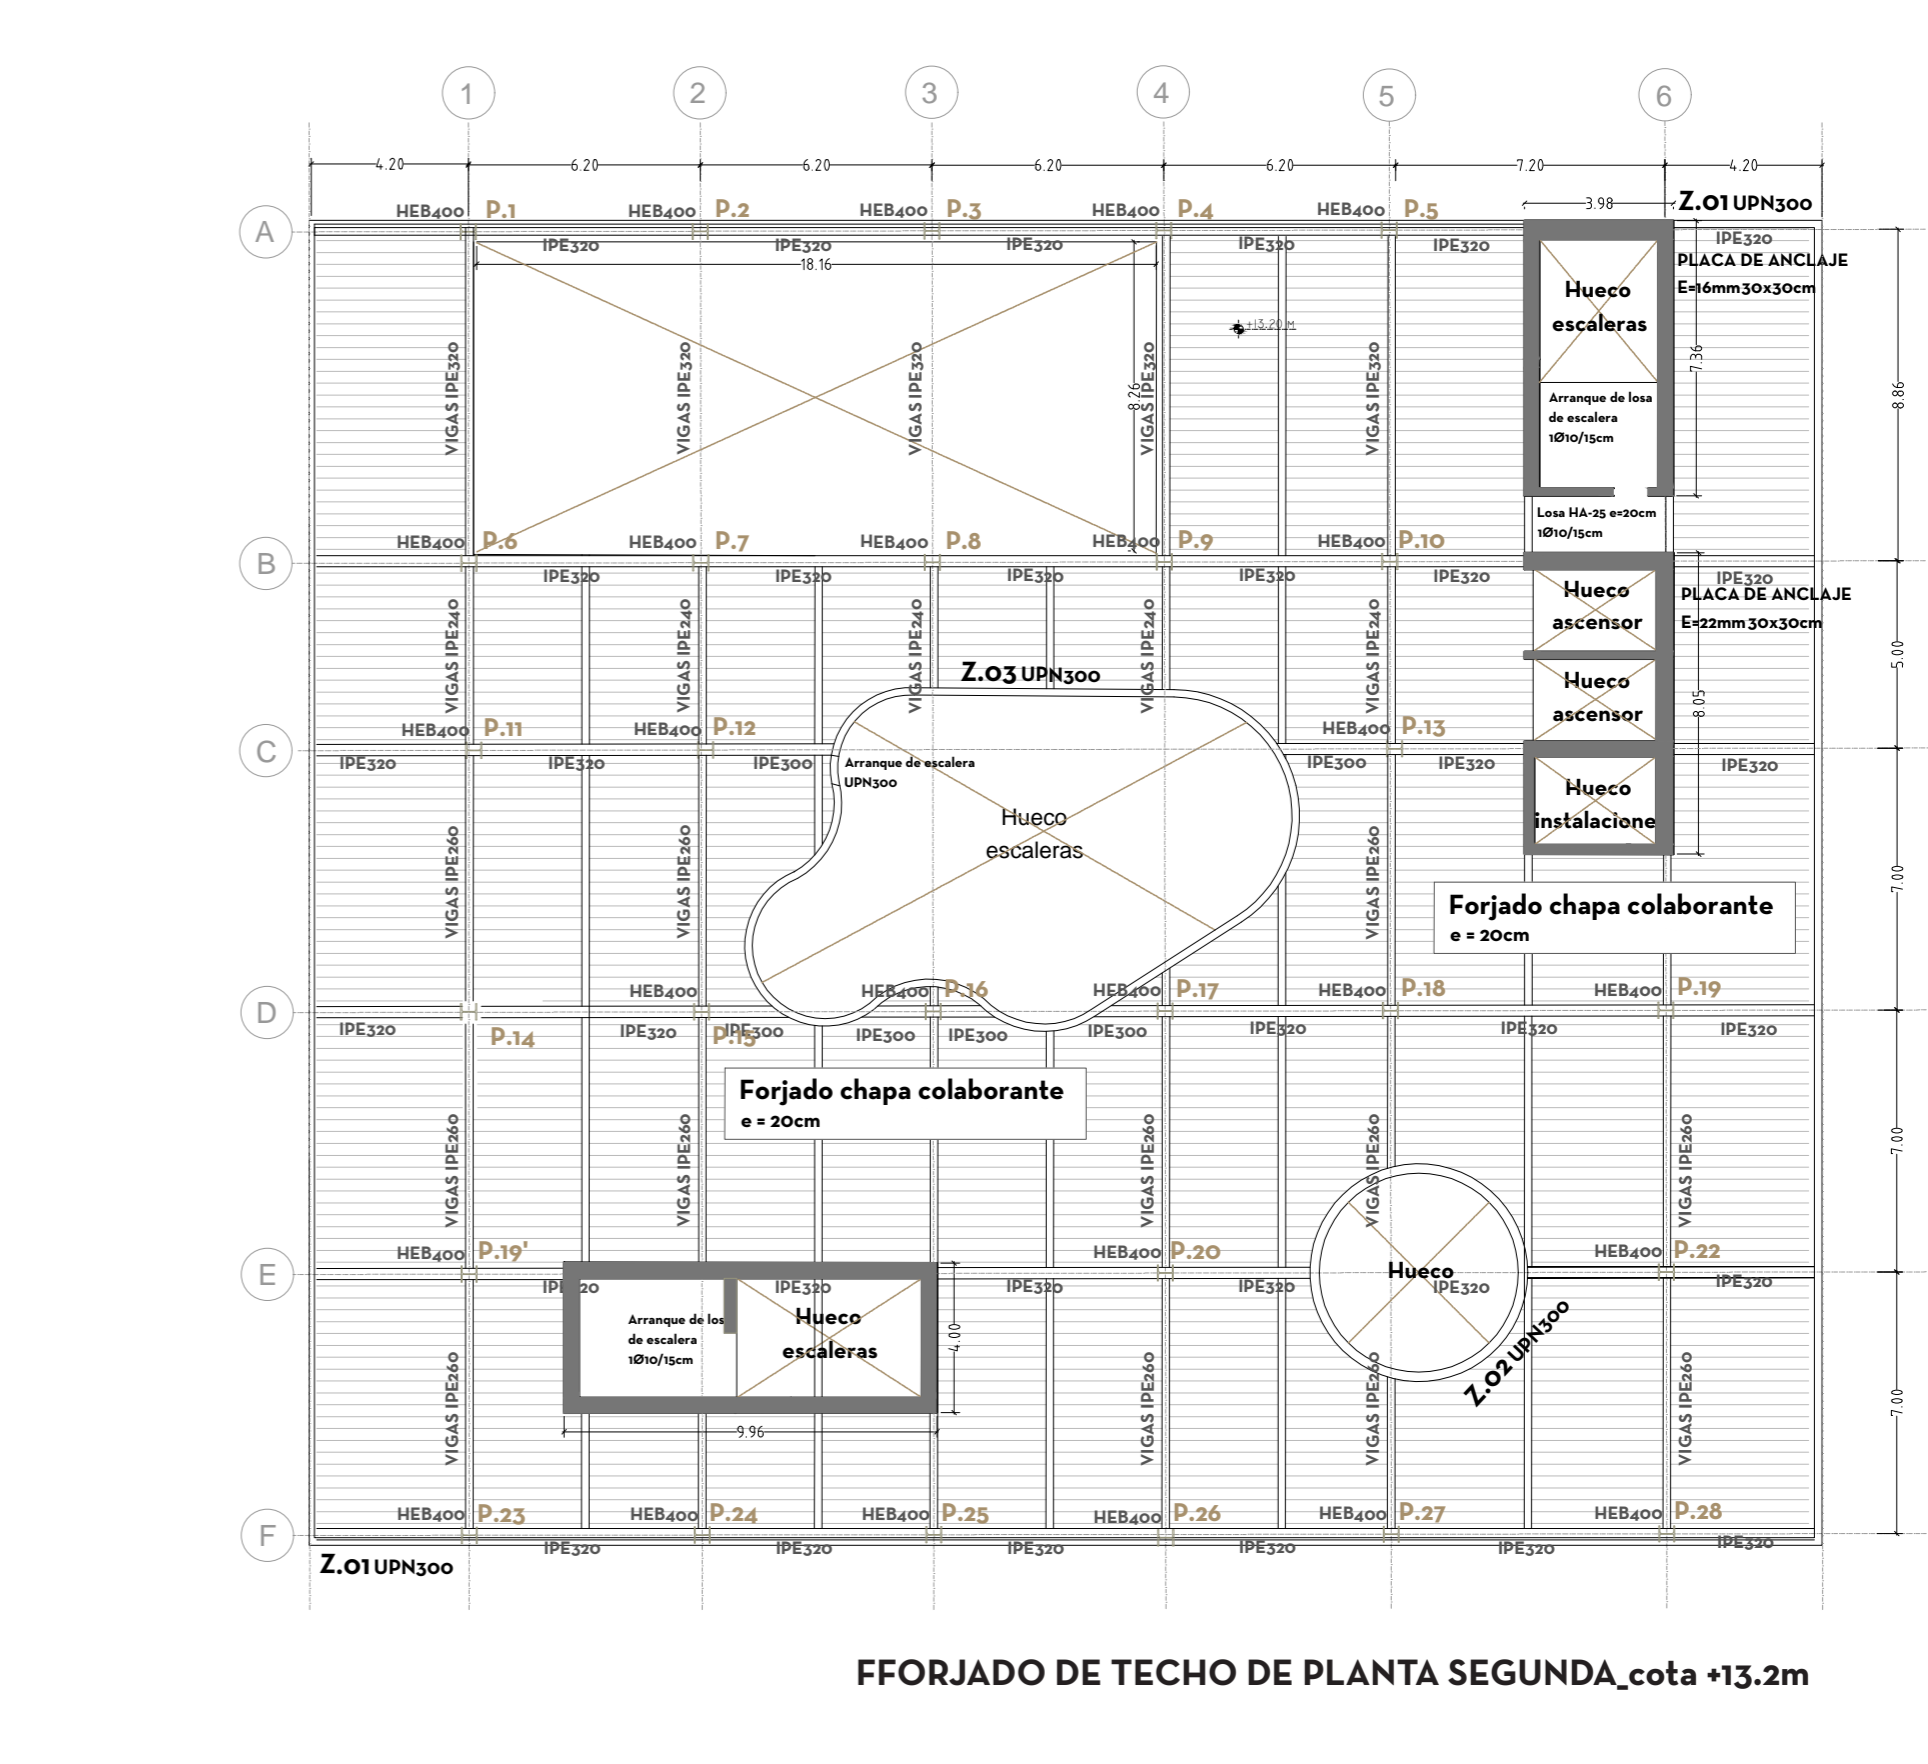 1 2 3 4 5 6
4.20 6.20 6.20 6.20 6.20 7.20 4.20
3.98 Z.01 UPN300
HEB400 P.1 HEB400 P.2 HEB400 P.3 HEB400 P.4 HEB400 P.5
A
IPE320 IPE320 IPE320 IPE320 IPE320 IPE320
18.16
PLACA DE ANCLAJE
E=16mm 30x30cm
Hueco
escaleras
+13.20 M
7.36
8.26
8.86
VIGAS IPE320 VIGAS IPE320 VIGAS IPE320 VIGAS IPE320 VIGAS IPE320
Arranque de losa
de escalera
1Ø10/15cm
Losa HA-25 e=20cm
1Ø10/15cm
HEB400 P.6 HEB400 P.7 HEB400 P.8 HEB400 P.9 HEB400 P.10
B
IPE320 IPE320 IPE320 IPE320 IPE320 IPE320
PLACA DE ANCLAJE
E=22mm 30x30cm
Hueco
ascensor
VIGAS IPE240 VIGAS IPE240 VIGAS IPE240 VIGAS IPE240 VIGAS IPE240
5.00
Z.03 UPN300
Hueco
ascensor
8.05
HEB400 P.11 HEB400 P.12 HEB400 P.13
C
IPE320 IPE320 IPE300 IPE300 IPE320 IPE320
Arranque de escalera
UPN300
Hueco
instalacione
Hueco
escaleras
VIGAS IPE260 VIGAS IPE260 VIGAS IPE260
7.00
Forjado chapa colaborante
e = 20cm
HEB400 HEB400 P.16 HEB400 P.17 HEB400 P.18 HEB400 P.19
D
IPE320 P.14 IPE320 P.15 IPE300 IPE300 IPE300 IPE300 IPE320 IPE320 IPE320
Forjado chapa colaborante
e = 20cm
VIGAS IPE260 VIGAS IPE260 VIGAS IPE260 VIGAS IPE260 VIGAS IPE260
7.00
HEB400 P.19' HEB400 P.20 HEB400 P.22
E
IPE320 IPE320 IPE320 IPE320 IPE320 IPE320
Hueco
Z.02 UPN300
Arranque de los
de escalera
1Ø10/15cm
Hueco
escaleras
4.00
VIGAS IPE260 VIGAS IPE260 VIGAS IPE260 VIGAS IPE260
7.00
9.96
HEB400 P.23 HEB400 P.24 HEB400 P.25 HEB400 P.26 HEB400 P.27 HEB400 P.28
F
IPE320 IPE320 IPE320 IPE320 IPE320 IPE320
Z.01 UPN300
FFORJADO DE TECHO DE PLANTA SEGUNDA_cota +13.2m